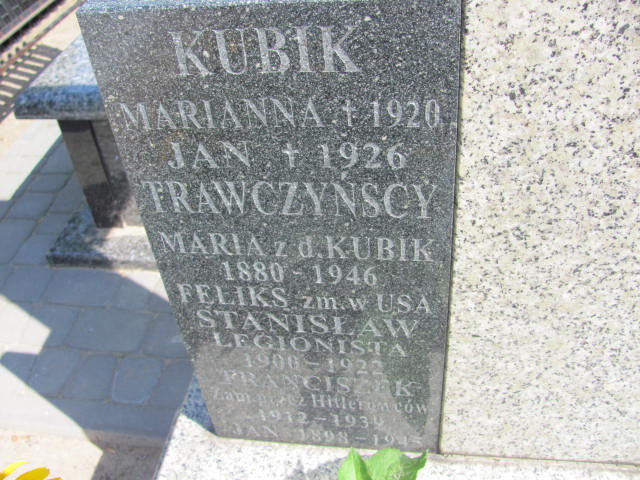 KUBIK
MARIANNA † 1920
JAN † 1926
TRAWCZYŃSCY
MARIA z d. KUBIK
1880 - 1946
FELIKS zm. w USA
STANISŁAW
LEGIONISTA
1900 - 1922
FRANCISZEK
Zam. przez Hitlerowców
1912 - 1939
JAN 1898 - 1945